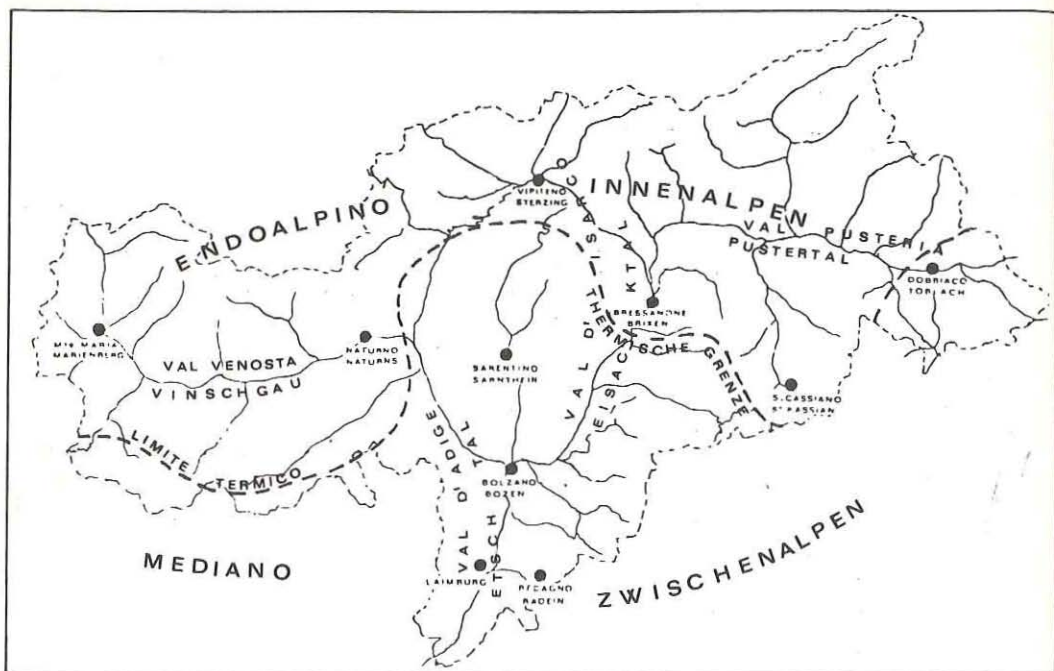 ENDOALPINO
INNENALPEN
VIPITENO
STERZING
VAL PUSTERIA
PUSTERTAL
DOBBIACO
TOBLACH
BRESSANONE
BRIXEN
VAL D'ISARCO
EISACKTAL
MARIENBERG
VAL VENOSTA
VINSCHGAU
NATURNO
NATURNS
SARENTINO
SARNTHEIN
THERMISCHE GRENZE
S.CASSIANO
ST KASSIAN
LIMITE TERMICO
VAL D'ADIGE
ETSCHTAL
BOLZANO
BOZEN
LAIMBURG
REDAGNO
RADEIN
MEDIANO
ZWISCHENALPEN